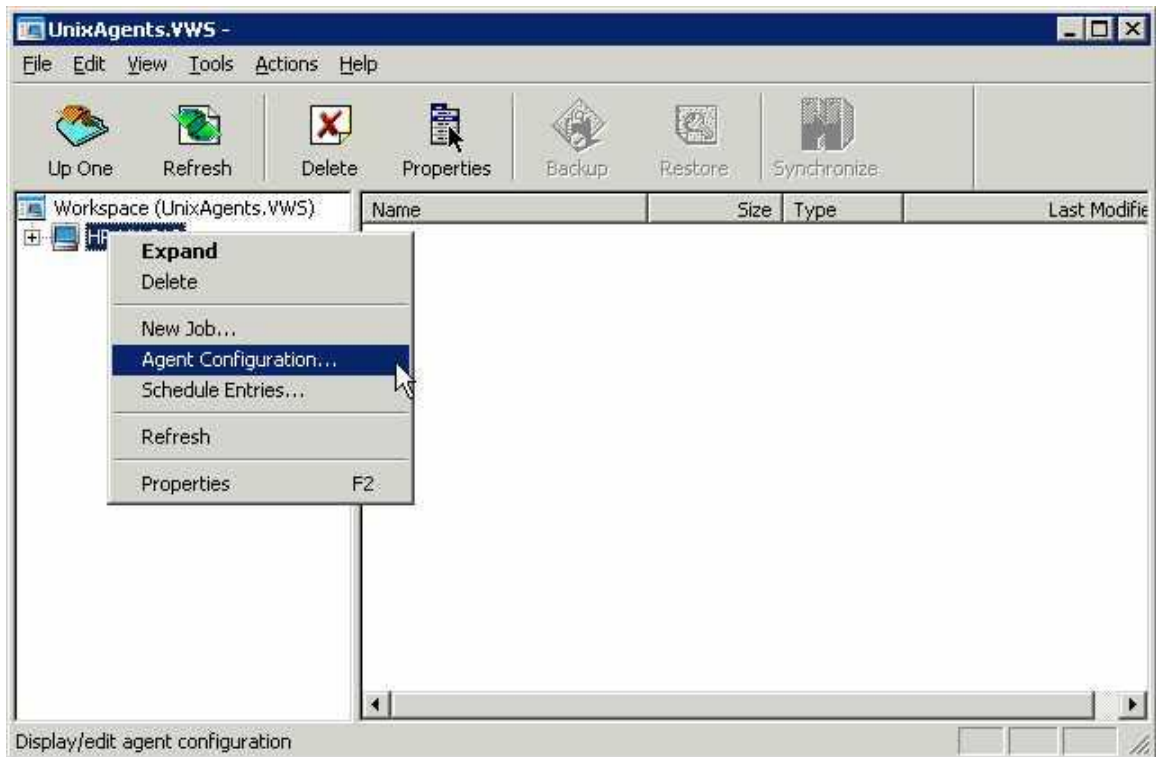 UnixAgents.VWS -
File Edit View Tools Actions Help
Up One Refresh Delete Properties Backup Restore Synchronize
Workspace (UnixAgents.VWS) Name Size Type Last Modifie
Expand
Delete
New Job...
Agent Configuration...
Schedule Entries...
Refresh
Properties F2
Display/edit agent configuration